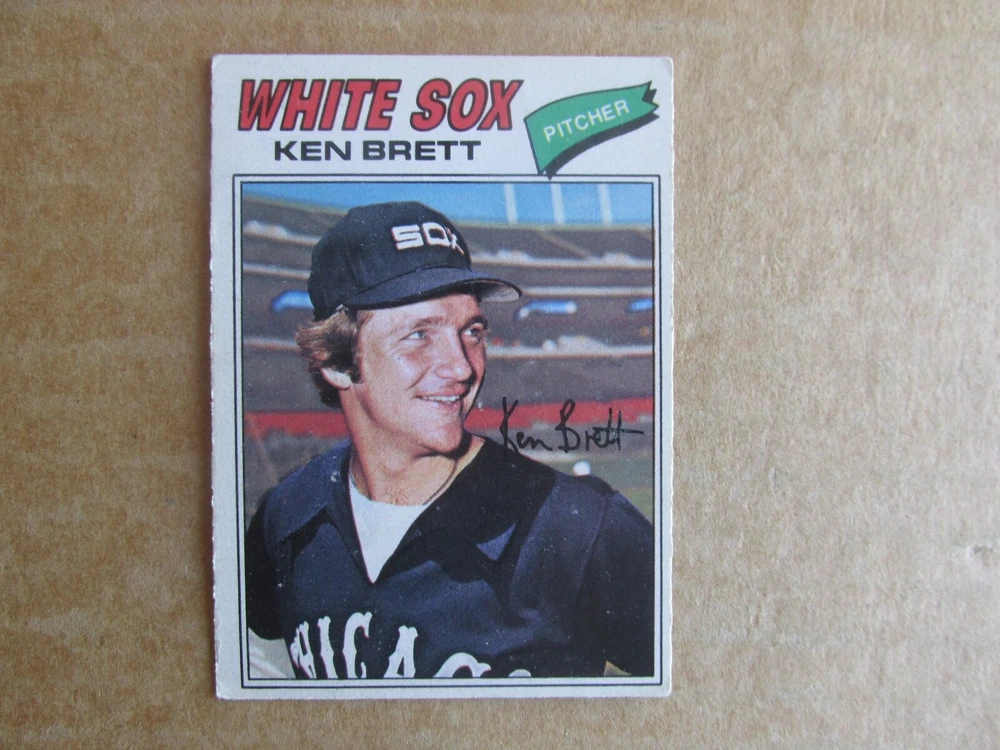 WHITE SOX
PITCHER
KEN BRETT
SOX
Ken Brett
CHICAGO